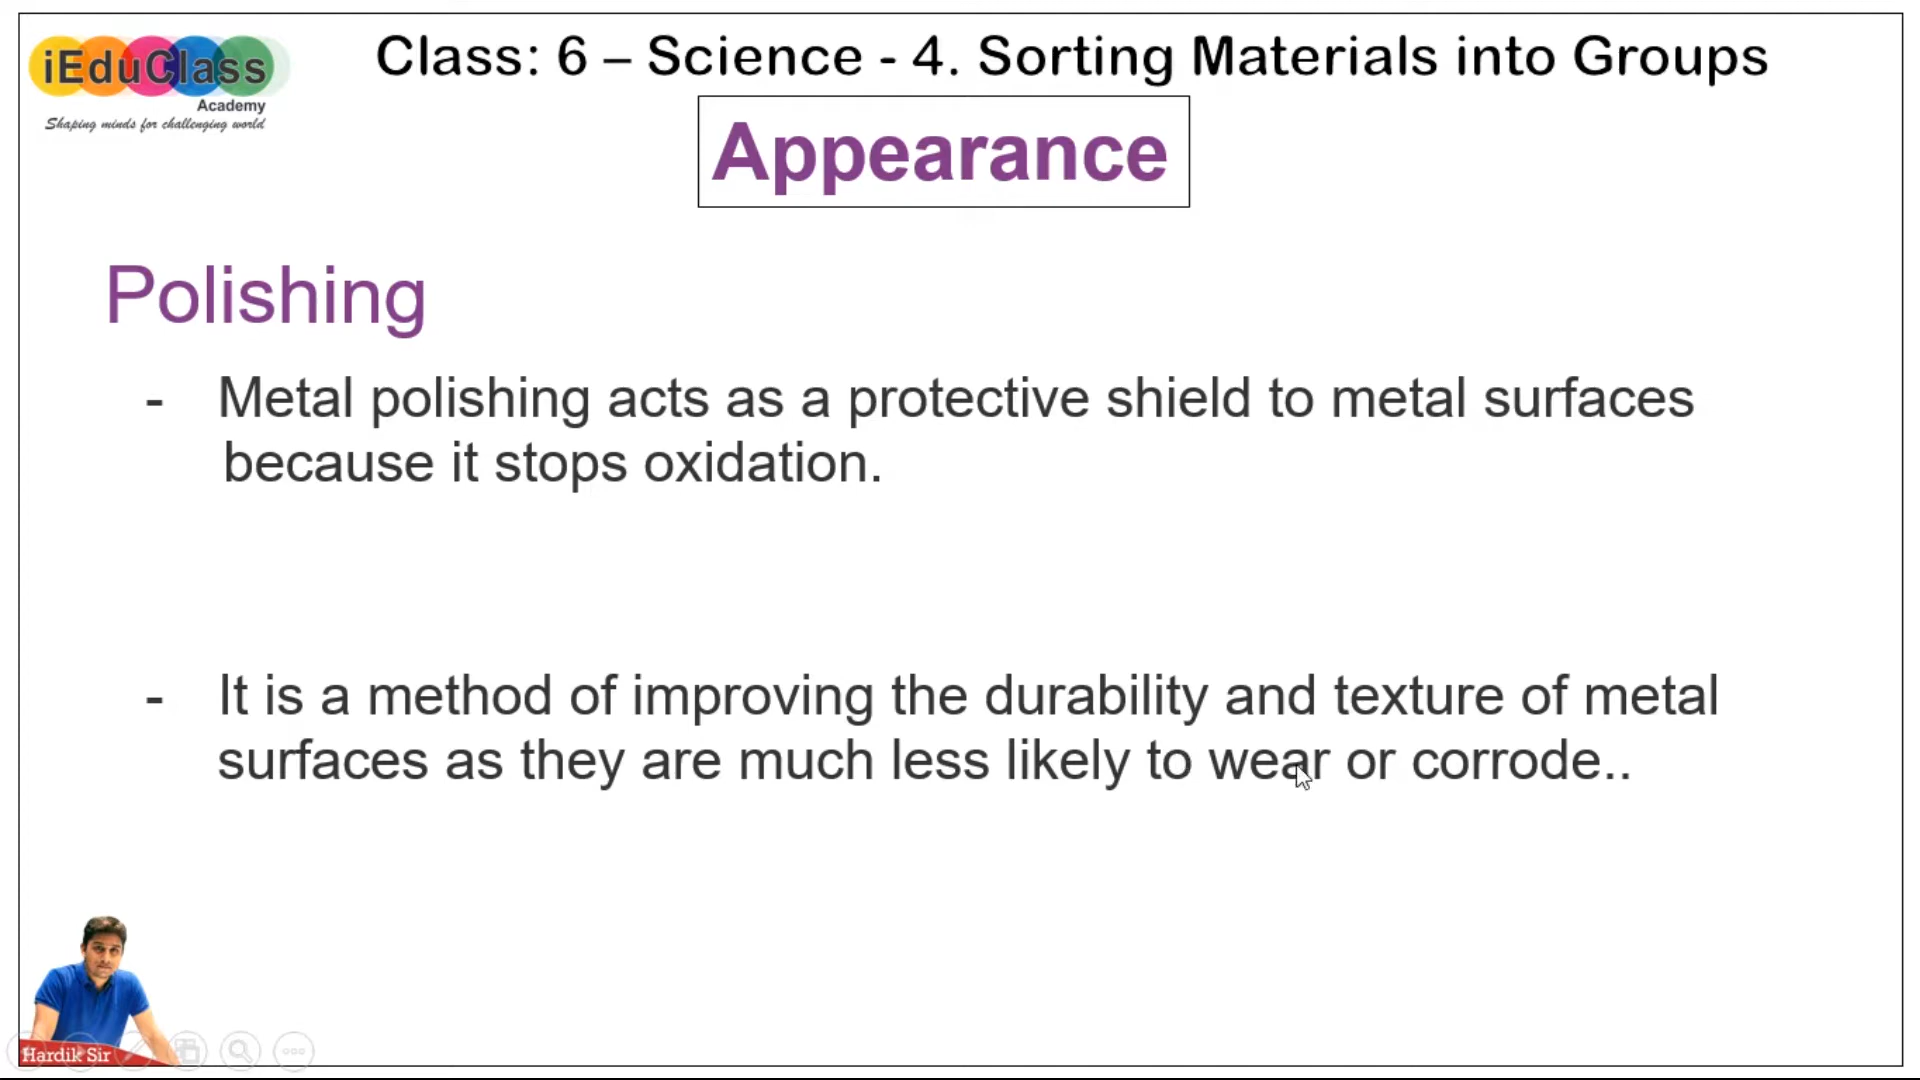 iEduClass
Academy
Shaping minds for challenging world
Class: 6 – Science - 4. Sorting Materials into Groups
Appearance
Polishing
- Metal polishing acts as a protective shield to metal surfaces
because it stops oxidation.
- It is a method of improving the durability and texture of metal
surfaces as they are much less likely to wear or corrode..
Hardik Sir